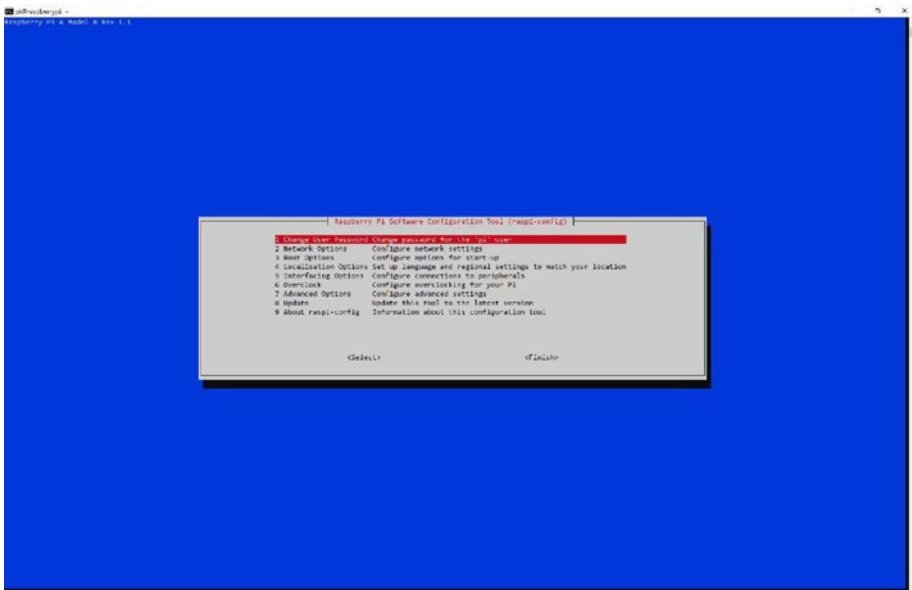 pi@raspberrypi: ~
Raspberry Pi 4 Model B Rev 1.1
Raspberry Pi Software Configuration Tool (raspi-config)
1 Change User Password Change password for the 'pi' user
2 Network Options Configure network settings
3 Boot Options Configure options for start-up
4 Localisation Options Set up language and regional settings to match your location
5 Interfacing Options Configure connections to peripherals
6 Overclock Configure overclocking for your Pi
7 Advanced Options Configure advanced settings
8 Update Update this tool to the latest version
9 About raspi-config Information about this configuration tool
<Select> <Finish>